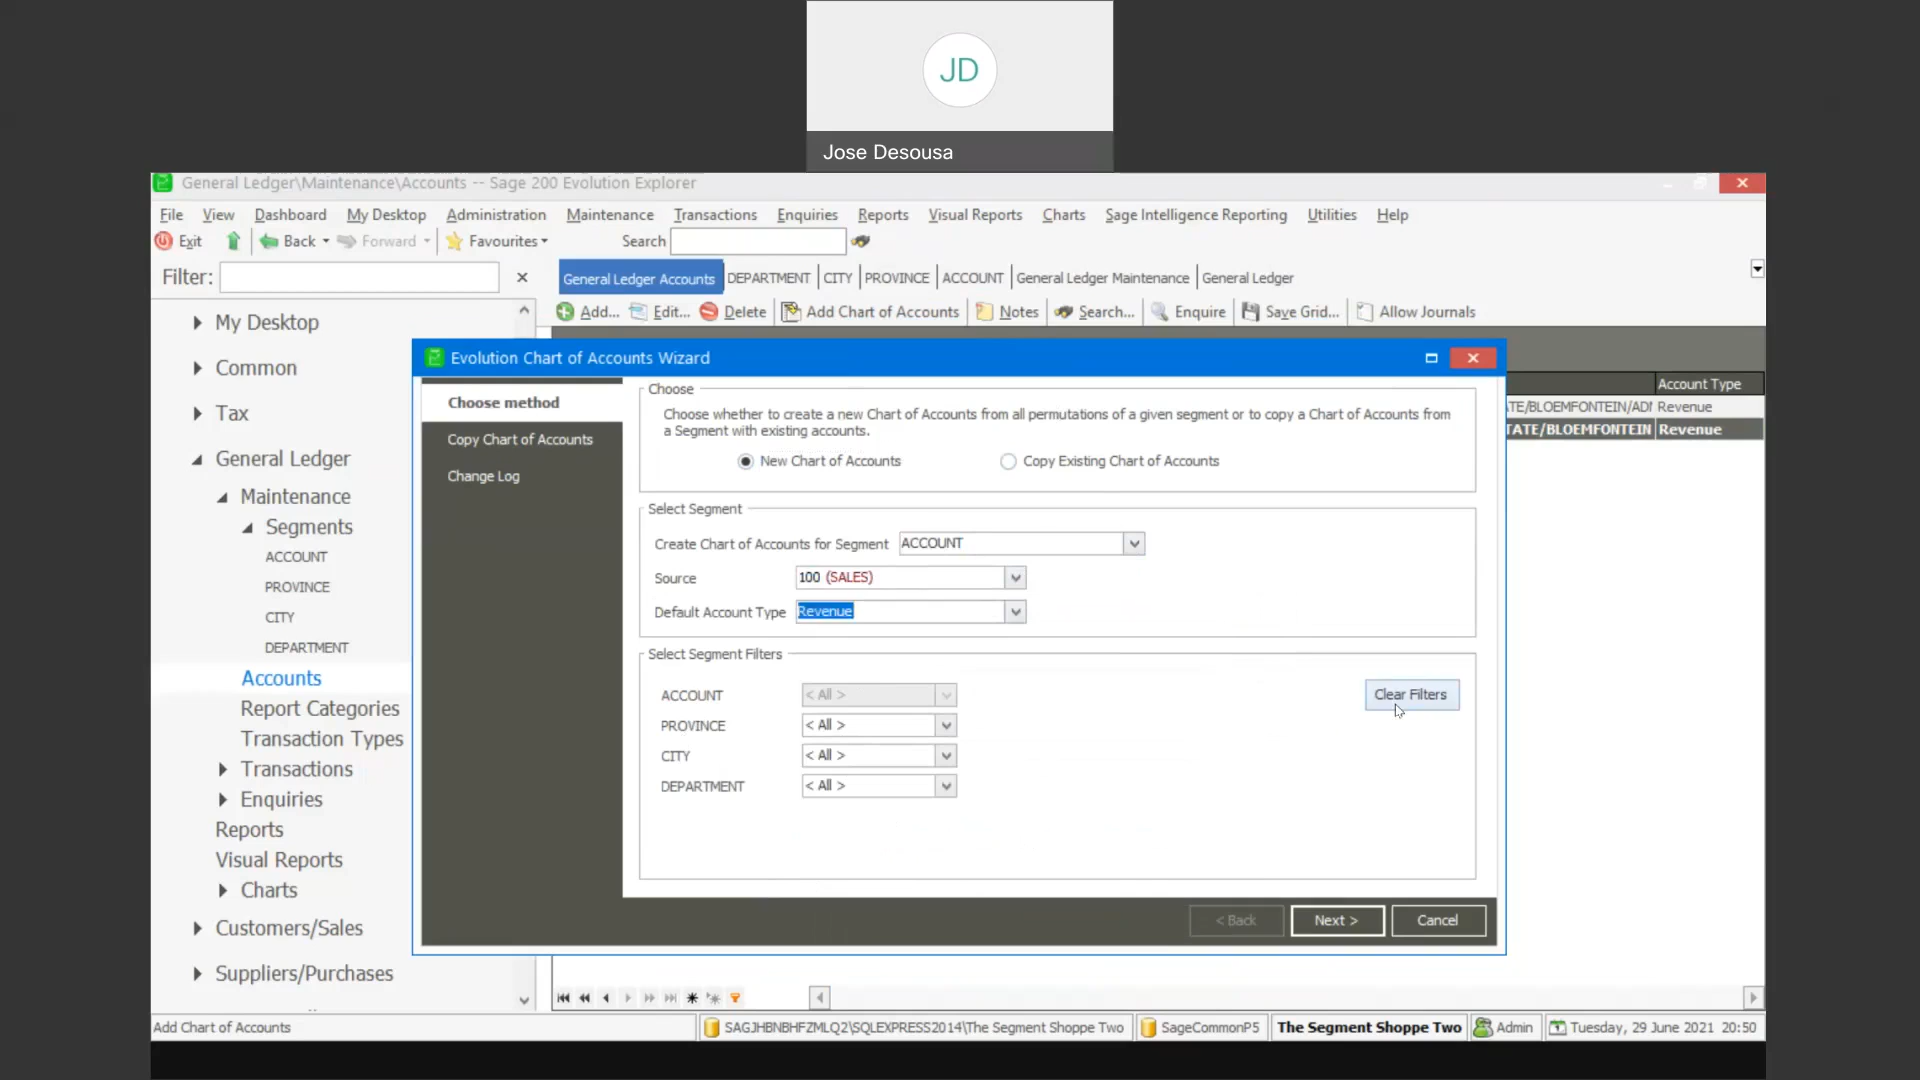 JD
Jose Desousa
General Ledger\Maintenance\Accounts -- Sage 200 Evolution Explorer
File View Dashboard My Desktop Administration Maintenance Transactions Enquiries Reports Visual Reports Charts Sage Intelligence Reporting Utilities Help
Exit Back Forward Favourites Search
Filter:
General Ledger Accounts DEPARTMENT CITY PROVINCE ACCOUNT General Ledger Maintenance General Ledger
Add... Edit... Delete Add Chart of Accounts Notes Search... Enquire Save Grid... Allow Journals
My Desktop
Common
Tax
General Ledger
Maintenance
Segments
ACCOUNT
PROVINCE
CITY
DEPARTMENT
Accounts
Report Categories
Transaction Types
Transactions
Enquiries
Reports
Visual Reports
Charts
Customers/Sales
Suppliers/Purchases
Account Type
TE/BLOEMFONTEIN/ADM Revenue
TATE/BLOEMFONTEIN Revenue
Evolution Chart of Accounts Wizard
Choose method
Copy Chart of Accounts
Change Log
Choose
Choose whether to create a new Chart of Accounts from all permutations of a given segment or to copy a Chart of Accounts from
a Segment with existing accounts.
New Chart of Accounts Copy Existing Chart of Accounts
Select Segment
Create Chart of Accounts for Segment ACCOUNT
Source 100 (SALES)
Default Account Type Revenue
Select Segment Filters
ACCOUNT < All >
Clear Filters
PROVINCE < All >
CITY < All >
DEPARTMENT < All >
< Back Next > Cancel
Add Chart of Accounts SAGJHBNBHFZMLQ2\SQLEXPRESS2014\The Segment Shoppe Two SageCommonP5 The Segment Shoppe Two Admin Tuesday, 29 June 2021 20:50